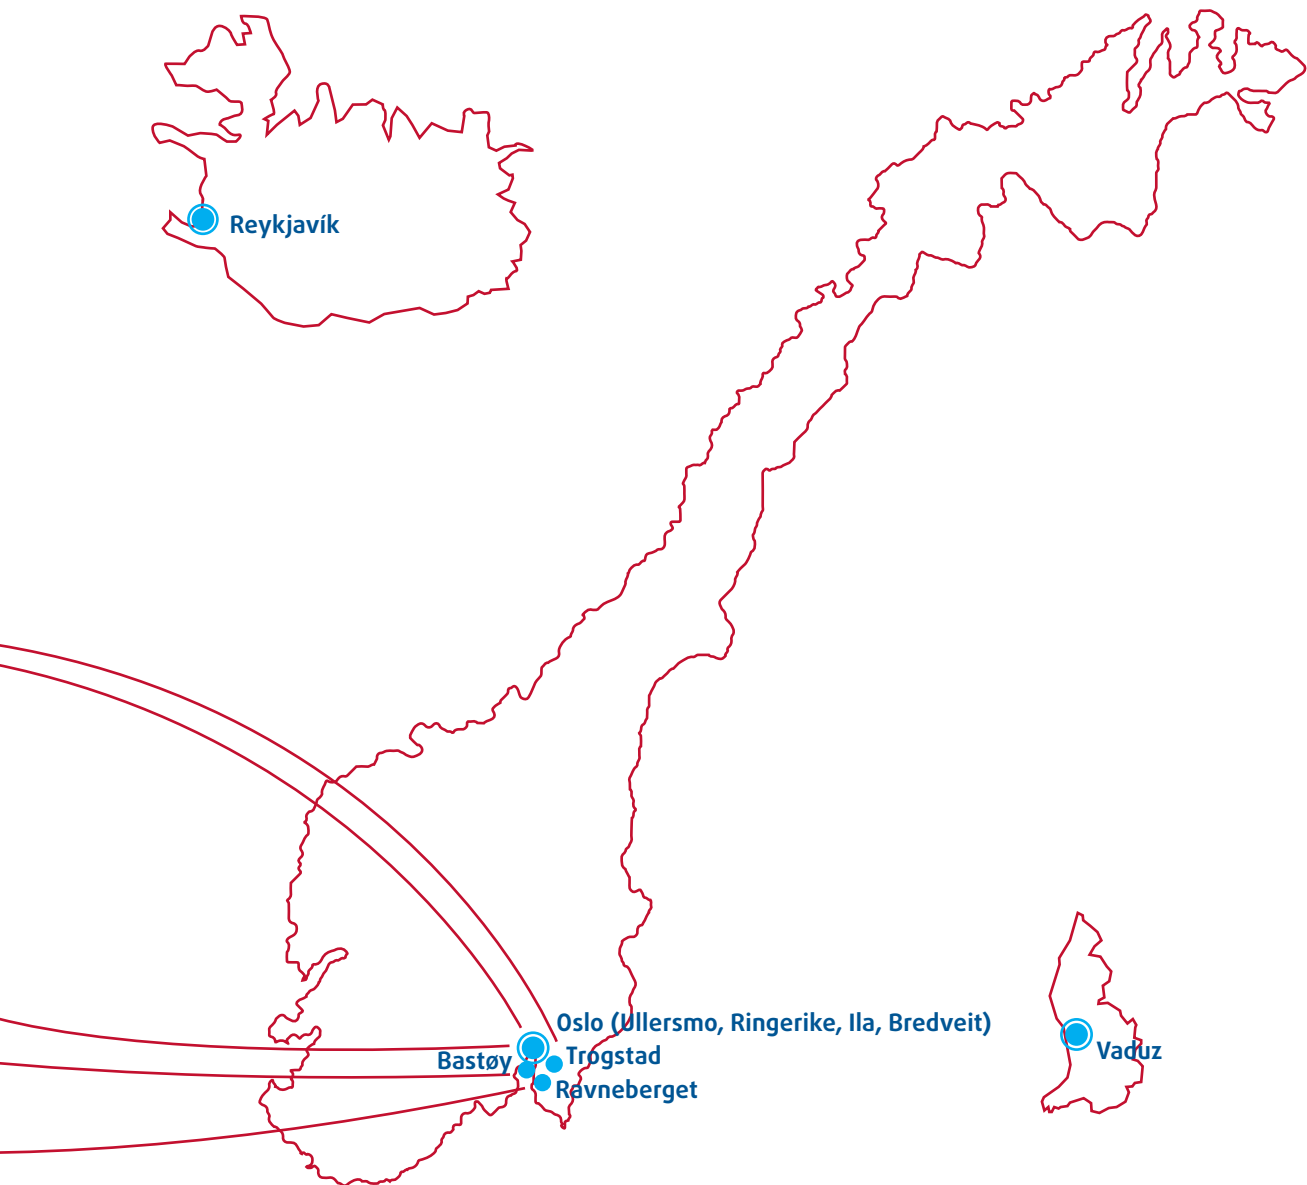 Reykjavík
Oslo (Ullersmo, Ringerike, Ila, Bredveit)
Bastøy
Trogstad
Vaduz
Ravneberget